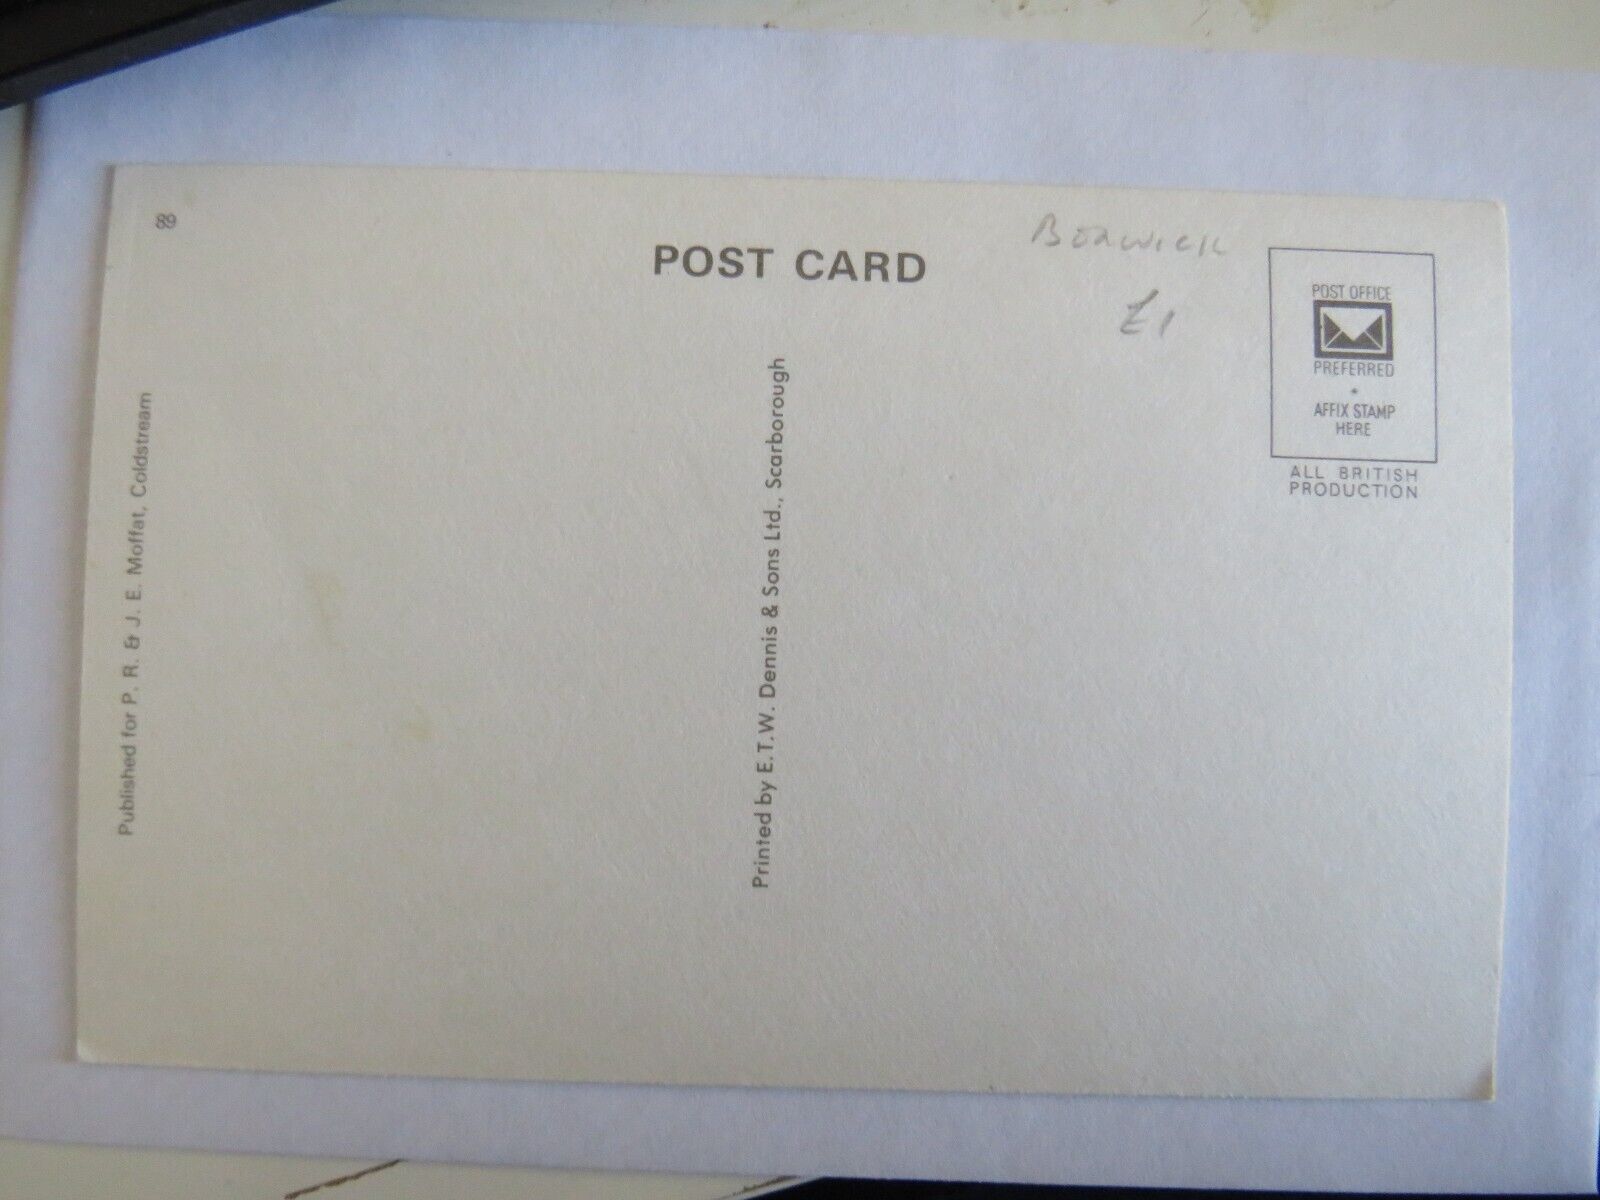 89
POST CARD
BERWICK
£1
POST OFFICE
PREFERRED
AFFIX STAMP
HERE
ALL BRITISH
PRODUCTION
Published for P. R. & J. E. Moffat, Coldstream
Printed by E.T.W. Dennis & Sons Ltd., Scarborough